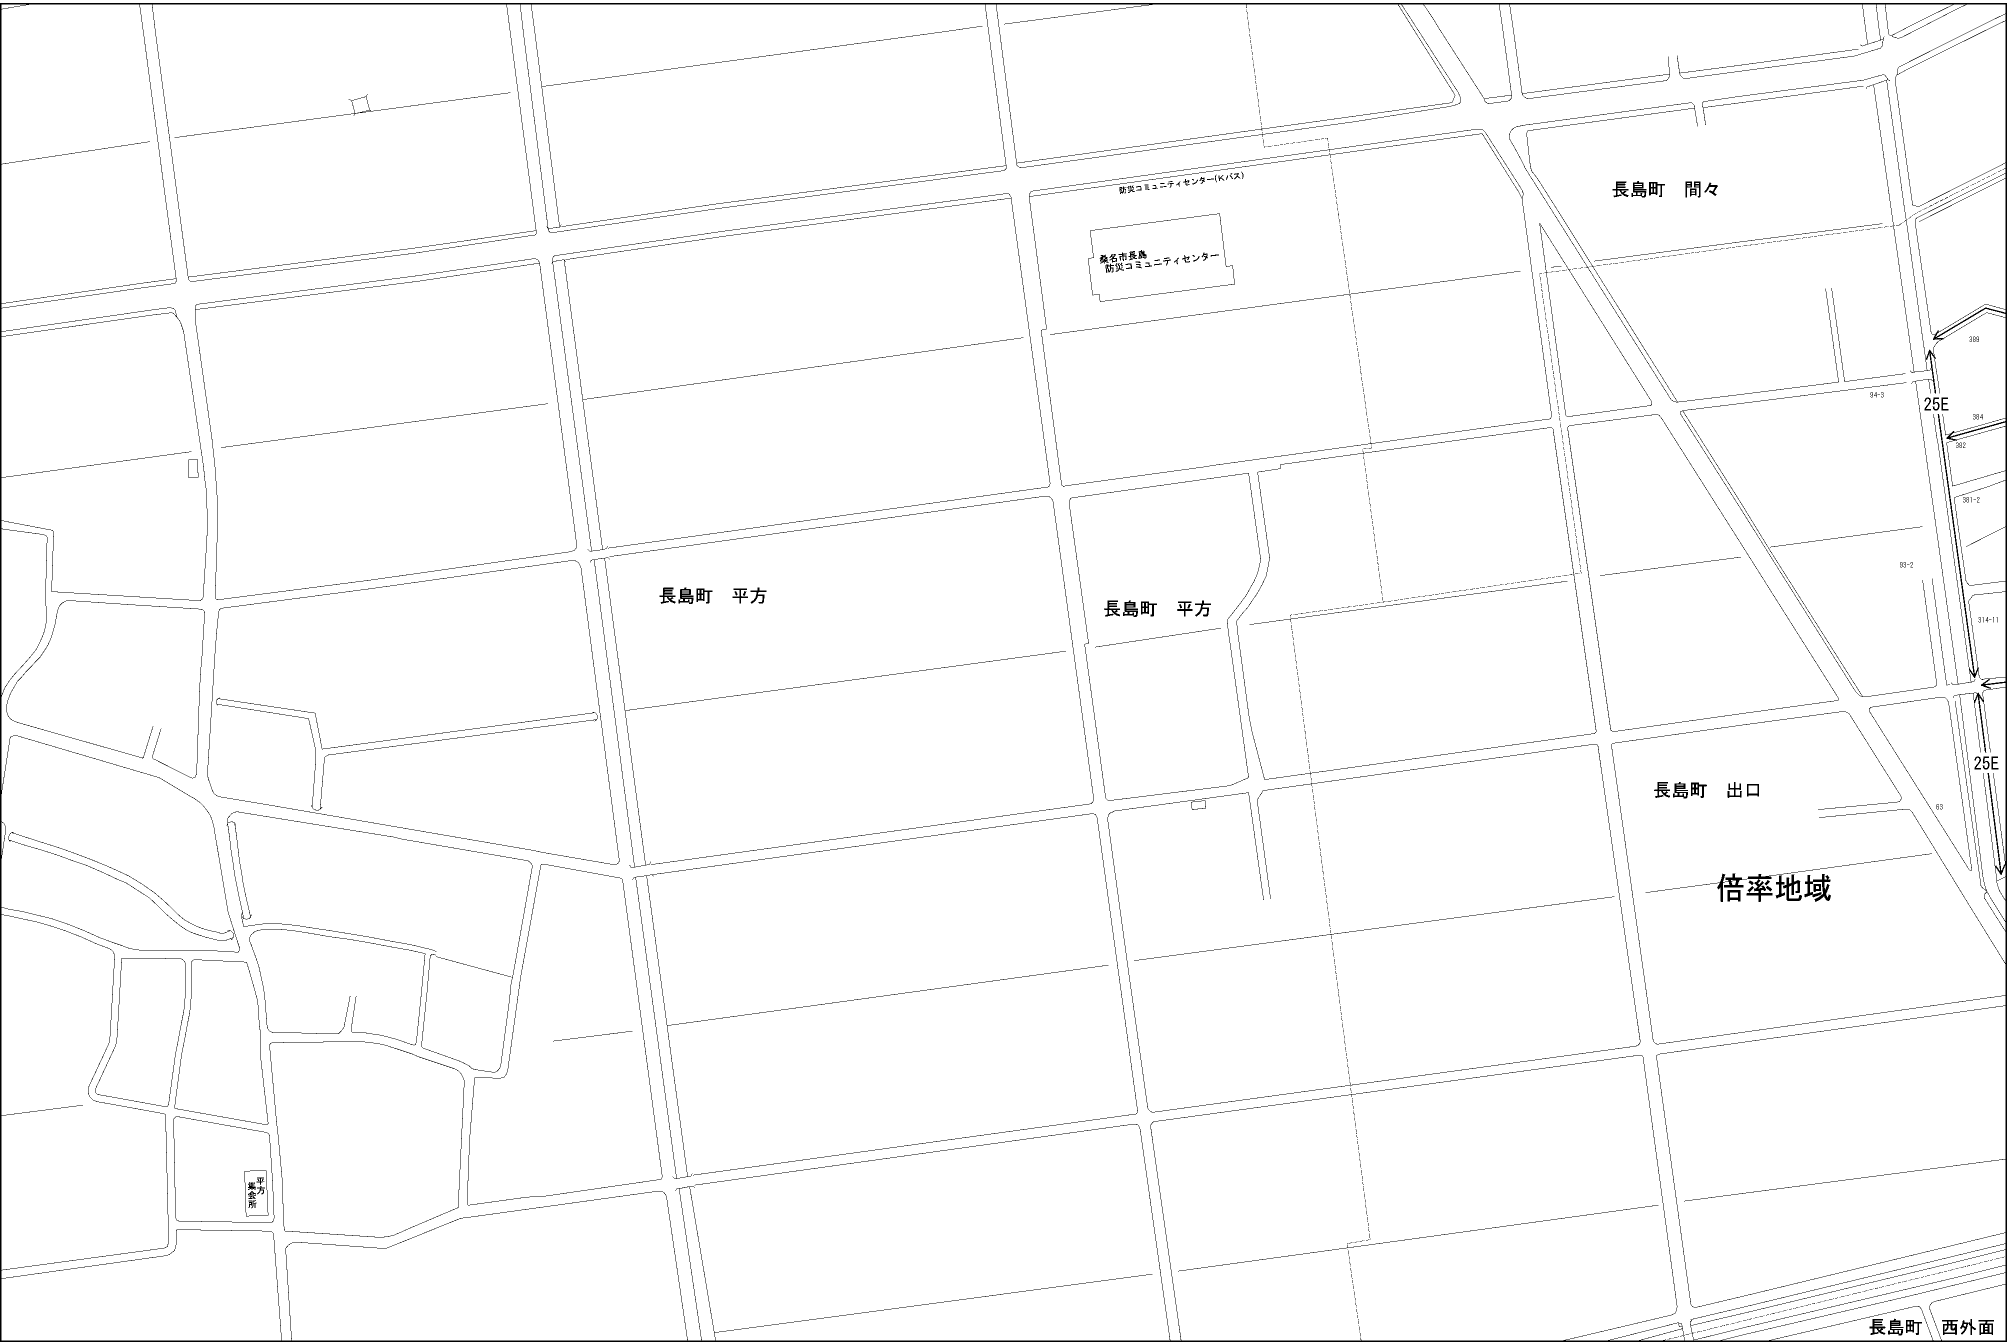 防災コミュニティセンター(Kバス)
長島町 間々
桑名市長島
防災コミュニティセンター
389
94-3
25E
384
382
381-2
93-2
長島町 平方
長島町 平方
314-11
25E
長島町 出口
63
倍率地域
平方
集会所
長島町 西外面